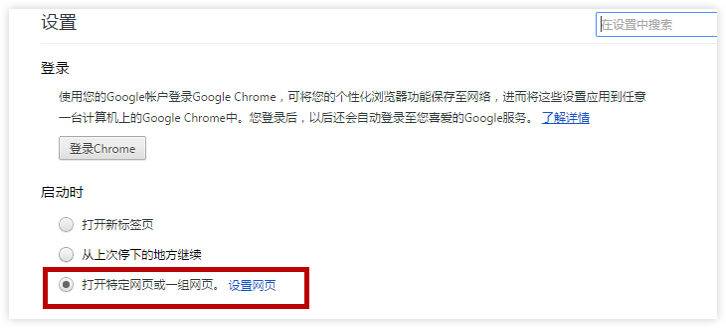 设置
在设置中搜索
登录
使用您的Google帐户登录Google Chrome，可将您的个性化浏览器功能保存至网络，进而将这些设置应用到任意
一台计算机上的Google Chrome中。您登录后，以后还会自动登录至您喜爱的Google服务。 了解详情
登录Chrome
启动时
打开新标签页
从上次停下的地方继续
打开特定网页或一组网页。 设置网页